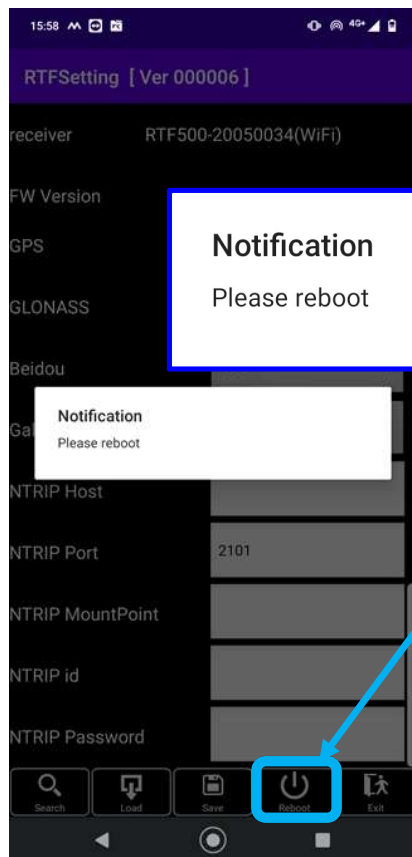 15:58 4G+
RTFSetting [ Ver 000006 ]
receiver RTF500-20050034(WiFi)
FW Version
GPS
Notification
Please reboot
GLONASS
Beidou
Notification
Please reboot
NTRIP Host
NTRIP Port 2101
NTRIP MountPoint
NTRIP id
NTRIP Password
Search Load Save Reboot Exit